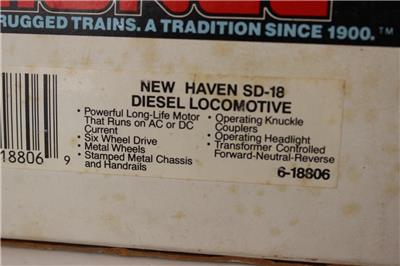 RUGGED TRAINS. A TRADITION SINCE 1900.™
NEW HAVEN SD-18
DIESEL LOCOMOTIVE
• Powerful Long-Life Motor
That Runs on AC or DC
Current
• Six Wheel Drive
• Metal Wheels
• Stamped Metal Chassis
and Handrails
• Operating Knuckle
Couplers
• Operating Headlight
• Transformer Controlled
Forward-Neutral-Reverse
6-18806
18806 9